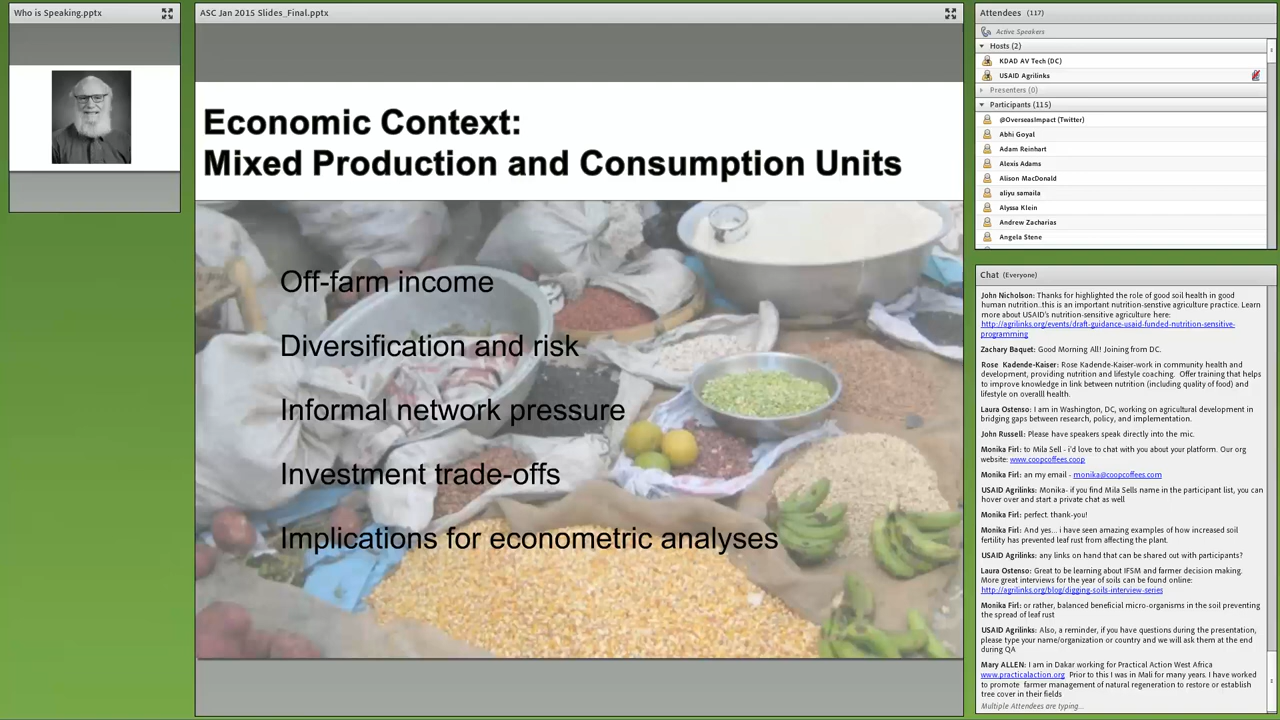 Who is Speaking.pptx
ASC Jan 2015 Slides_Final.pptx
Economic Context:
Mixed Production and Consumption Units
Off-farm income
Diversification and risk
Informal network pressure
Investment trade-offs
Implications for econometric analyses
Attendees (117)
Active Speakers
Hosts (2)
KDAD AV Tech (DC)
USAID Agrilinks
Presenters (0)
Participants (115)
@OverseasImpact (Twitter)
Abhi Goyal
Adam Reinhart
Alexis Adams
Alison MacDonald
aliyu samaila
Alyssa Klein
Andrew Zacharias
Angela Stene
Chat (Everyone)
John Nicholson: Thanks for highlighted the role of good soil health in good
human nutrition..this is an important nutrition-senstive agriculture practice. Learn
more about USAID's nutrition-sensitive agriculture here:
http://agrilinks.org/events/draft-guidance-usaid-funded-nutrition-sensitive-
programming
Zachary Baquet: Good Morning All! Joining from DC.
Rose Kadende-Kaiser: Rose Kadende-Kaiser-work in community health and
development, providing nutrition and lifestyle coaching. Offer training that helps
to improve knowledge in link between nutrition (including quality of food) and
lifestyle on overalll health.
Laura Ostenso: I am in Washington, DC, working on agricultural development in
bridging gaps between research, policy, and implementation.
John Russell: Please have speakers speak directly into the mic.
Monika Firl: to Mila Sell - i'd love to chat with you about your platform. Our org
website: www.coopcoffees.coop
Monika Firl: an my email - monika@coopcoffees.com
USAID Agrilinks: Monika- if you find Mila Sells name in the participant list, you can
hover over and start a private chat as well
Monika Firl: perfect. thank-you!
Monika Firl: And yes... i have seen amazing examples of how increased soil
fertility has prevented leaf rust from affecting the plant.
USAID Agrilinks: any links on hand that can be shared out with participants?
Laura Ostenso: Great to be learning about IFSM and farmer decision making.
More great interviews for the year of soils can be found online:
http://agrilinks.org/blog/digging-soils-interview-series
Monika Firl: or rather, balanced beneficial micro-organisms in the soil preventing
the spread of leaf rust
USAID Agrilinks: Also, a reminder, if you have questions during the presentation,
please type your name/organization or country and we will ask them at the end
during QA
Mary ALLEN: I am in Dakar working for Practical Action West Africa
www.practicalaction.org Prior to this I was in Mali for many years. I have worked
to promote farmer management of natural regeneration to restore or establish
tree cover in their fields
Multiple Attendees are typing...